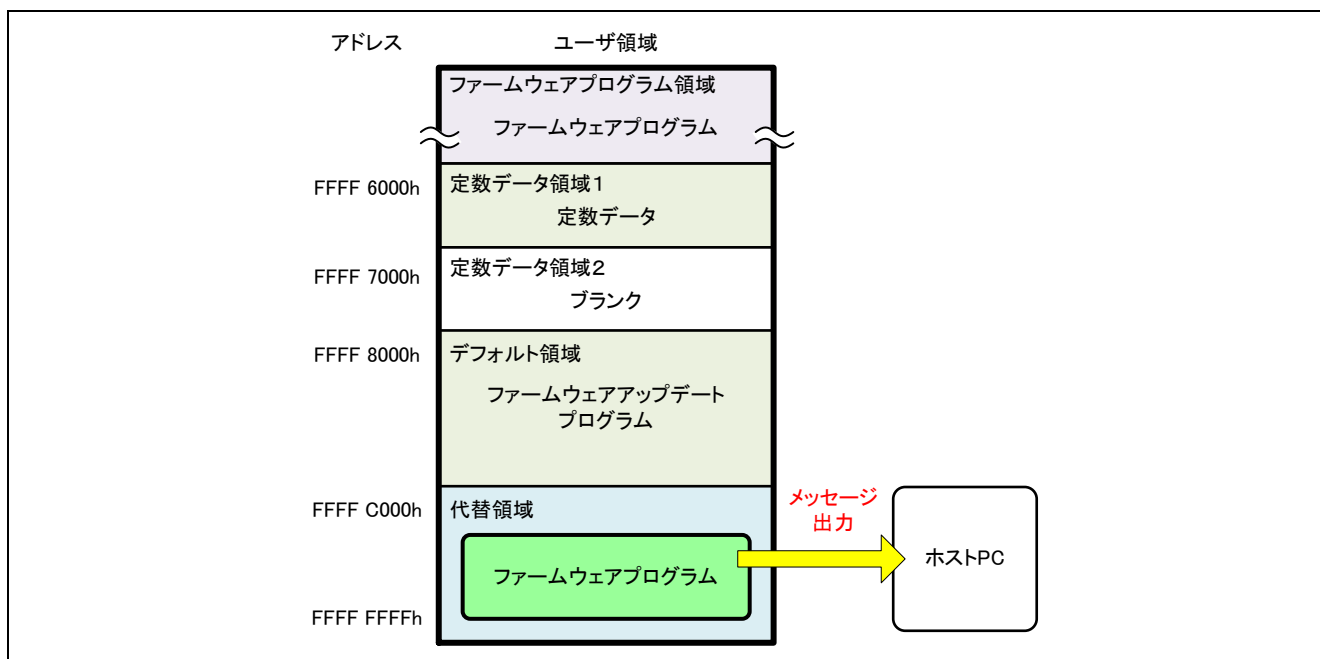 アドレス
ユーザ領域
ファームウェアプログラム領域
ファームウェアプログラム
FFFF 6000h
定数データ領域1
定数データ
FFFF 7000h
定数データ領域2
ブランク
FFFF 8000h
デフォルト領域
ファームウェアアップデート
プログラム
FFFF C000h
代替領域
ファームウェアプログラム
FFFF FFFFh
メッセージ
出力
ホストPC